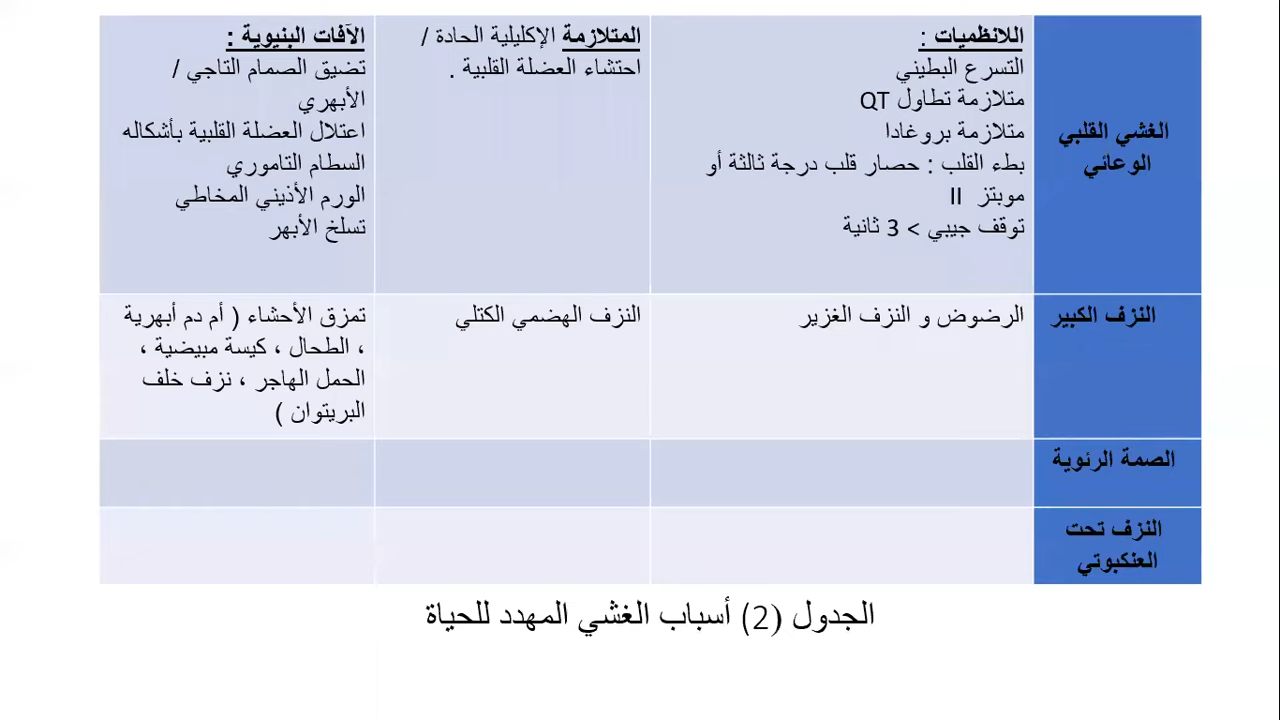 الغشي القلبي
الوعائي
اللانظميات :
التسرع البطيني
متلازمة تطاول QT
متلازمة بروغادا
بطء القلب : حصار قلب درجة ثالثة أو
موبتز II
توقف جيبي > 3 ثانية
المتلازمة الإكليلية الحادة /
احتشاء العضلة القلبية .
الآفات البنيوية :
تضيق الصمام التاجي /
الأبهري
اعتلال العضلة القلبية بأشكاله
السطام التاموري
الورم الأذيني المخاطي
تسلخ الأبهر
النزف الكبير
الرضوض و النزف الغزير
النزف الهضمي الكتلي
تمزق الأحشاء ( أم دم أبهرية
، الطحال ، كيسة مبيضية ،
الحمل الهاجر ، نزف خلف
البريتوان )
الصمة الرئوية
النزف تحت
العنكبوتي
الجدول (2) أسباب الغشي المهدد للحياة